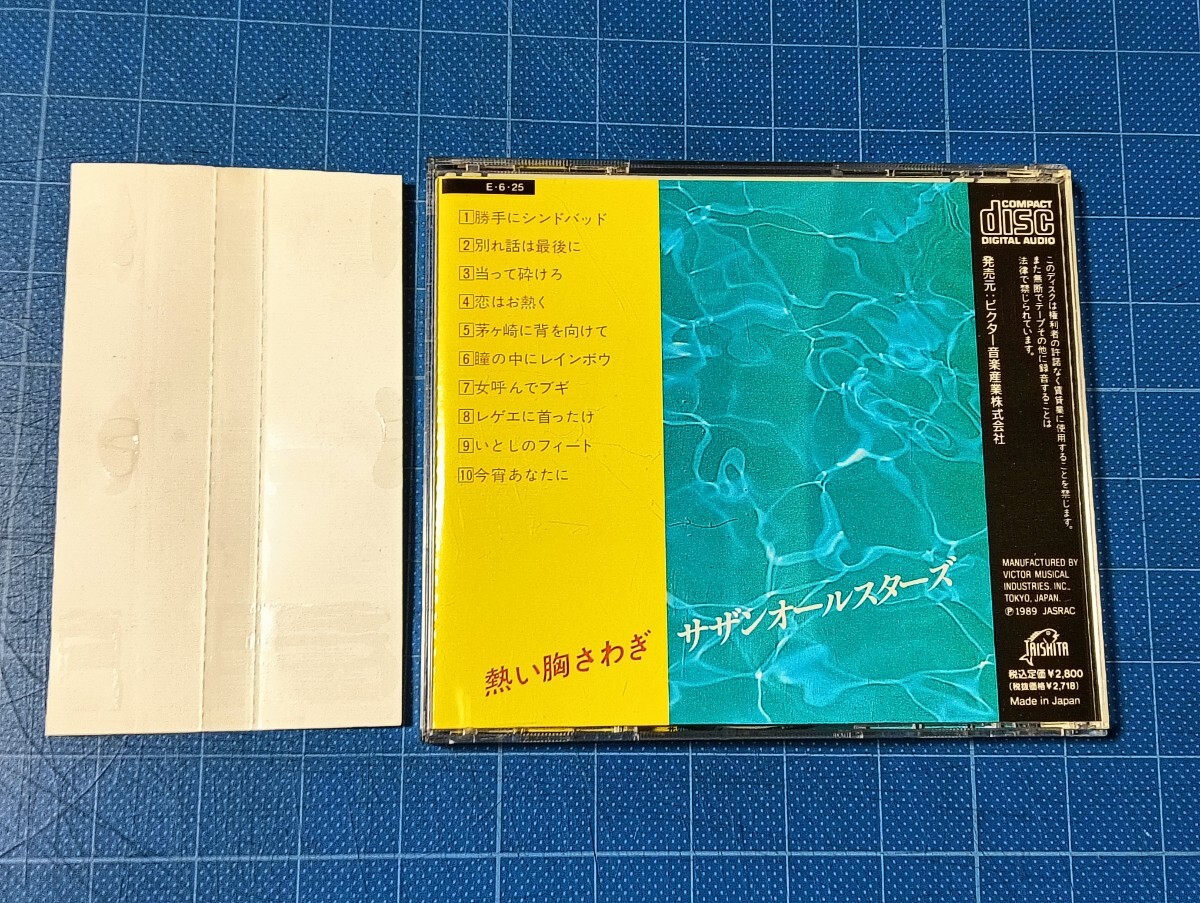 E・6・25
1 勝手にシンドバッド
2 別れ話は最後に
3 当って砕けろ
4 恋はお熱く
5 茅ヶ崎に背を向けて
6 瞳の中にレインボウ
7 女呼んでブギ
8 レゲエに首ったけ
9 いとしのフィート
10 今宵あなたに
熱い胸さわぎ
サザンオールスターズ
COMPACT
disc
DIGITAL AUDIO
このディスクは権利者の許諾なく賃貸業に使用することを禁じます。
また無断でテープその他に録音することは
法律で禁じられています。
発売元：ビクター音楽産業株式会社
MANUFACTURED BY
VICTOR MUSICAL
INDUSTRIES. INC.,
TOKYO, JAPAN.
Ⓟ 1989 JASRAC
TAISHITA
税込定価¥2,800
(税抜価格¥2,718)
Made in Japan